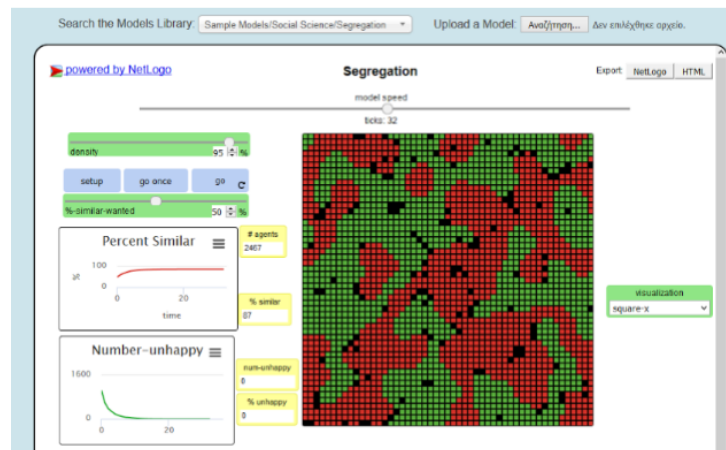 Search the Models Library: Sample Models/Social Science/Segregation Upload a Model: Αναζήτηση... Δεν επιλέχθηκε αρχείο.
powered by NetLogo Segregation Export: NetLogo HTML
model speed
ticks: 32
density 95 %
setup go once go
%-similar-wanted 50 %
Percent Similar
%
100
0
0 20
time
# agents
2467
% similar
87
visualization
square-x
Number-unhappy
1600
0
0 20
num-unhappy
0
% unhappy
0